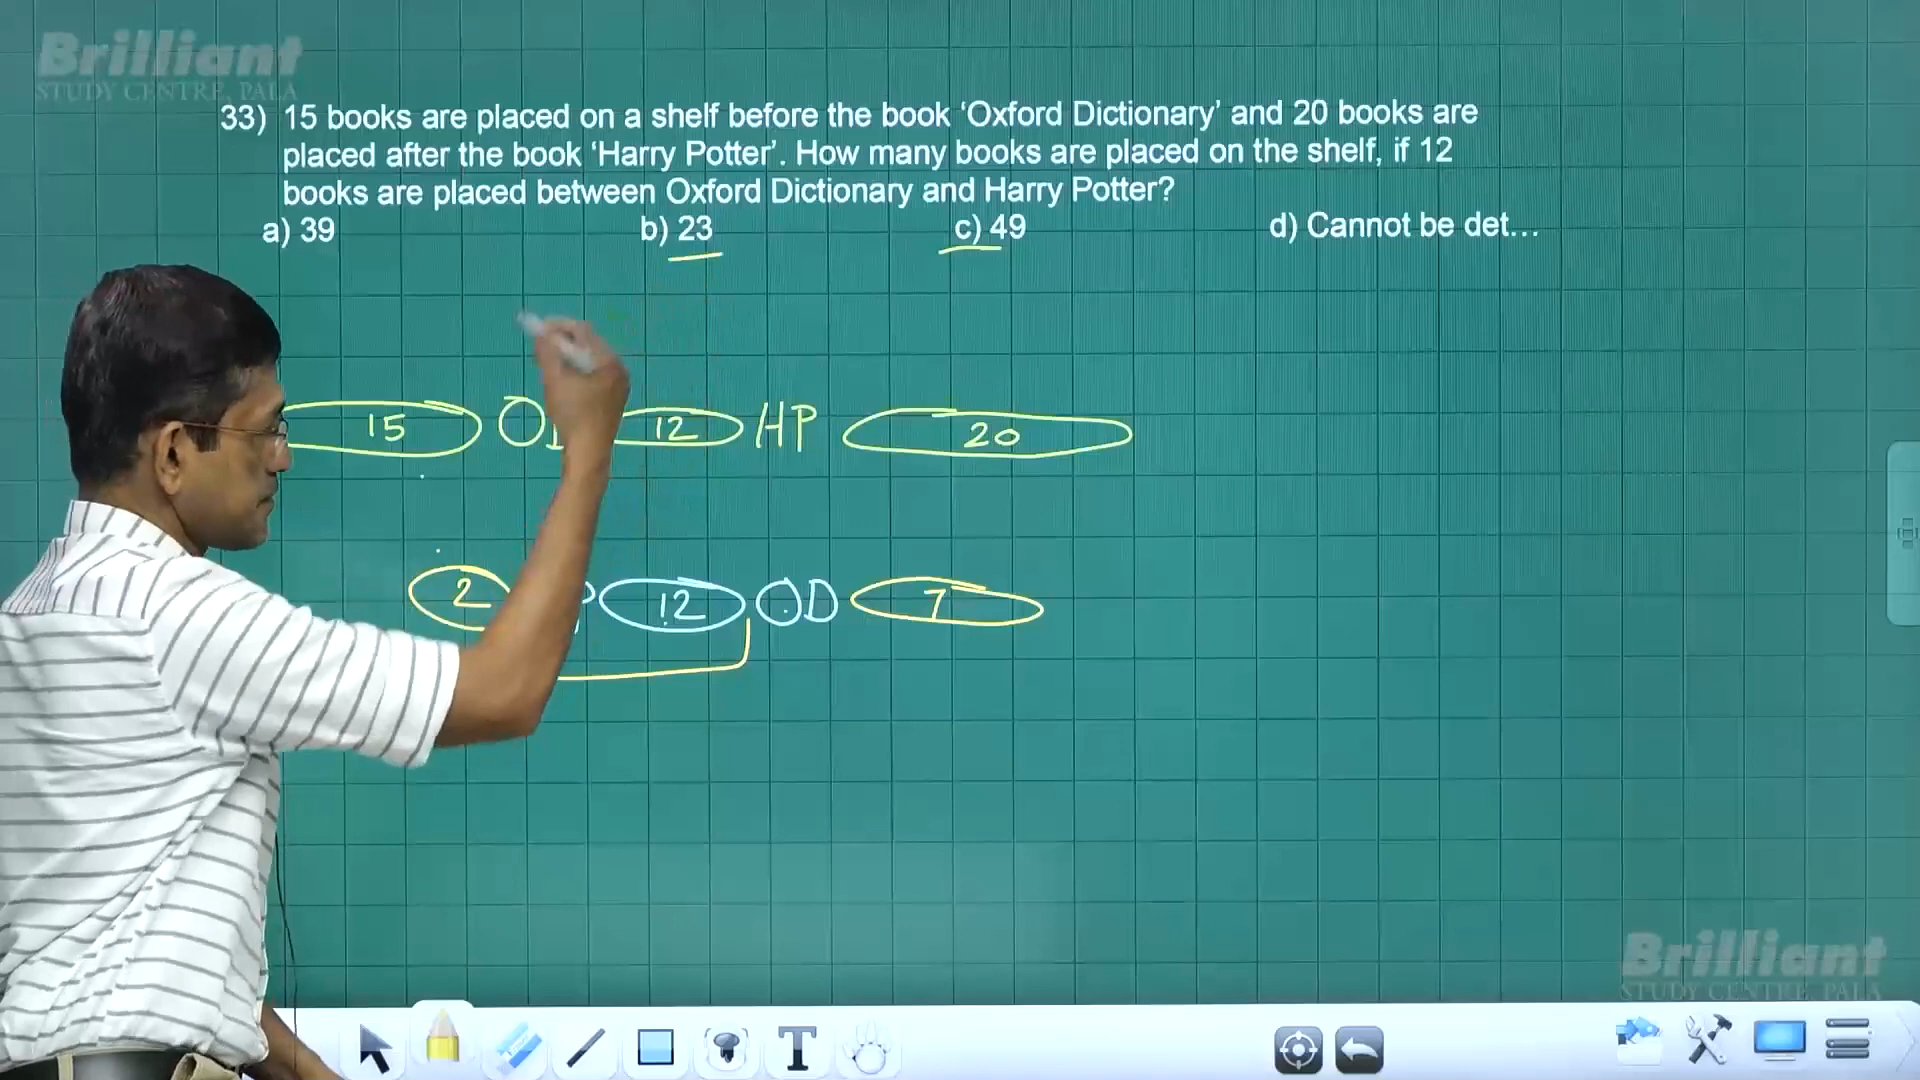 Brilliant
STUDY CENTRE, PALA
33) 15 books are placed on a shelf before the book ‘Oxford Dictionary’ and 20 books are
placed after the book ‘Harry Potter’. How many books are placed on the shelf, if 12
books are placed between Oxford Dictionary and Harry Potter?
a) 39 b) 23 c) 49 d) Cannot be det...
15 12 HP 20
2 12 OD 7
Brilliant
STUDY CENTRE, PALA
T